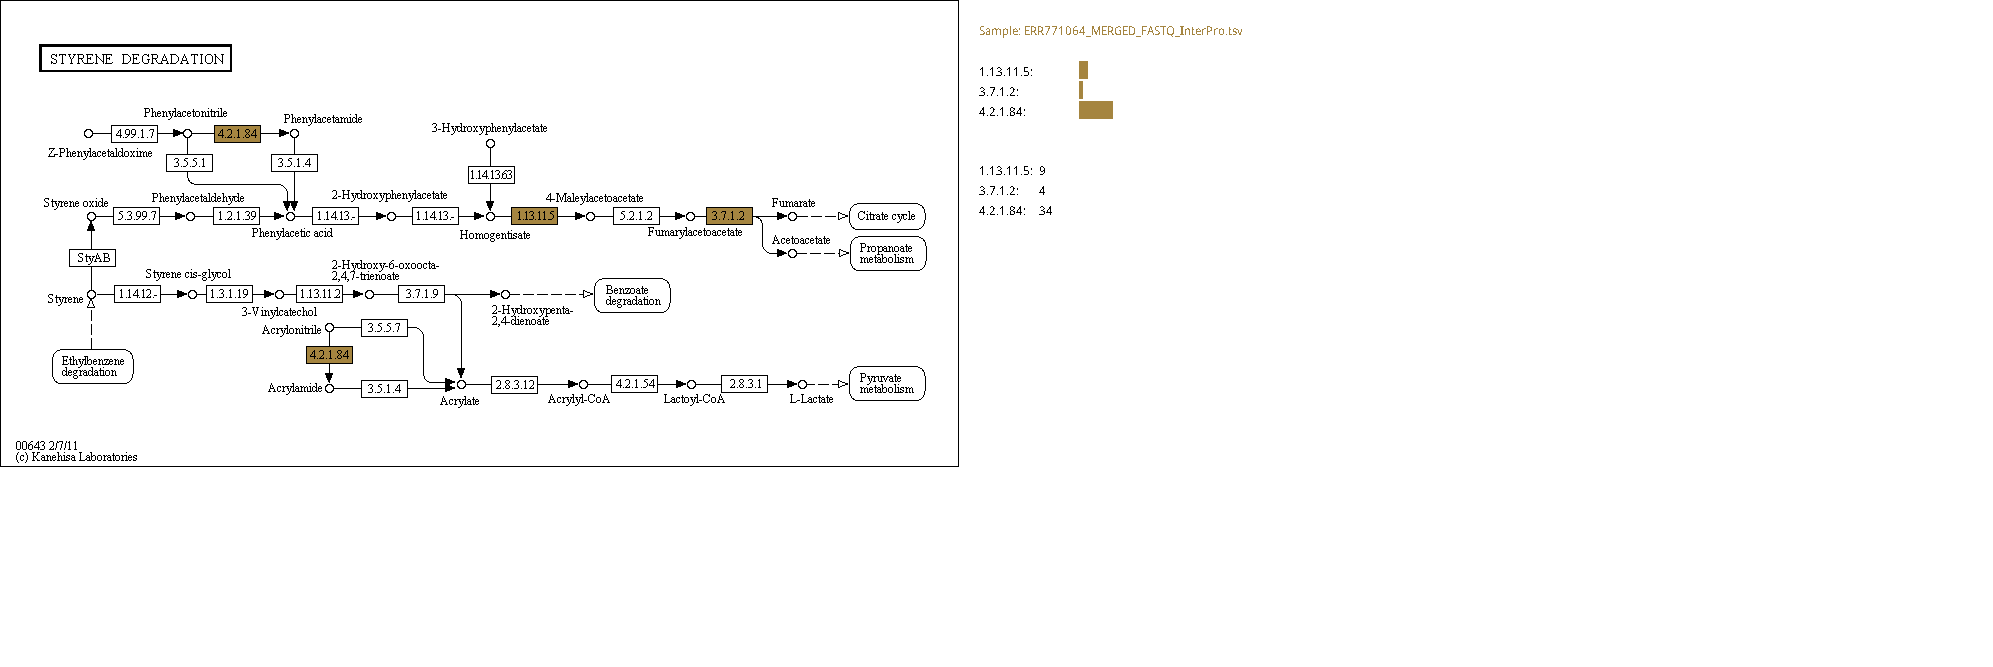 Sample: ERR771064_MERGED_FASTQ_InterPro.tsv
STYRENE DEGRADATION
1.13.11.5:
3.7.1.2:
4.2.1.84:
Phenylacetonitrile
Phenylacetamide
3-Hydroxyphenylacetate
4.99.1.7
4.2.1.84
Z-Phenylacetaldoxime
3.5.5.1
3.5.1.4
1.14.13.63
1.13.11.5: 9
3.7.1.2: 4
4.2.1.84: 34
Styrene oxide
Phenylacetaldehyde
2-Hydroxyphenylacetate
4-Maleylacetoacetate
Fumarate
5.3.99.7
1.2.1.39
1.14.13.-
1.14.13.-
1.13.11.5
5.2.1.2
3.7.1.2
Citrate cycle
Phenylacetic acid
Homogentisate
Fumarylacetoacetate
Acetoacetate
Propanoate
metabolism
StyAB
Styrene cis-glycol
2-Hydroxy-6-oxoocta-
2,4,7-trienoate
Styrene
1.14.12.-
1.3.1.19
1.13.11.2
3.7.1.9
Benzoate
degradation
3-Vinylcatechol
2-Hydroxypenta-
2,4-dienoate
Acrylonitrile
3.5.5.7
4.2.1.84
Ethylbenzene
degradation
Acrylamide
3.5.1.4
Acrylate
2.8.3.12
Acrylyl-CoA
4.2.1.54
Lactoyl-CoA
2.8.3.1
L-Lactate
Pyruvate
metabolism
00643 2/7/11
(c) Kanehisa Laboratories